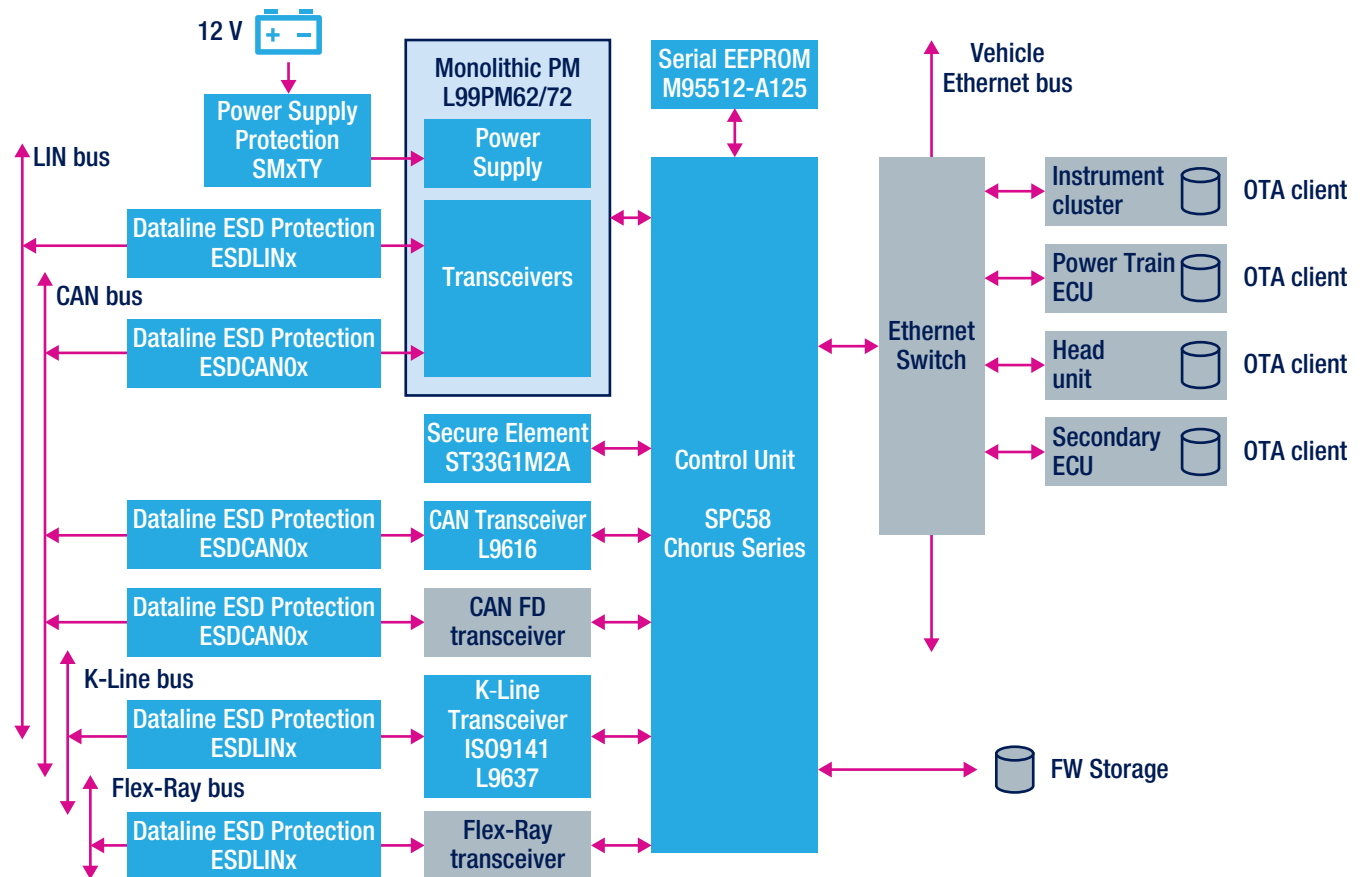 12 V
+ −
Power Supply
Protection
SMxTY
Monolithic PM
L99PM62/72
Power
Supply
Transceivers
Serial EEPROM
M95512-A125
Vehicle
Ethernet bus
LIN bus
Dataline ESD Protection
ESDLINx
CAN bus
Dataline ESD Protection
ESDCAN0x
Secure Element
ST33G1M2A
Control Unit
SPC58
Chorus Series
Ethernet
Switch
Instrument
cluster
OTA client
Power Train
ECU
OTA client
Head
unit
OTA client
Secondary
ECU
OTA client
Dataline ESD Protection
ESDCAN0x
CAN Transceiver
L9616
Dataline ESD Protection
ESDCAN0x
CAN FD
transceiver
K-Line bus
Dataline ESD Protection
ESDLINx
K-Line
Transceiver
ISO9141
L9637
FW Storage
Flex-Ray bus
Dataline ESD Protection
ESDLINx
Flex-Ray
transceiver